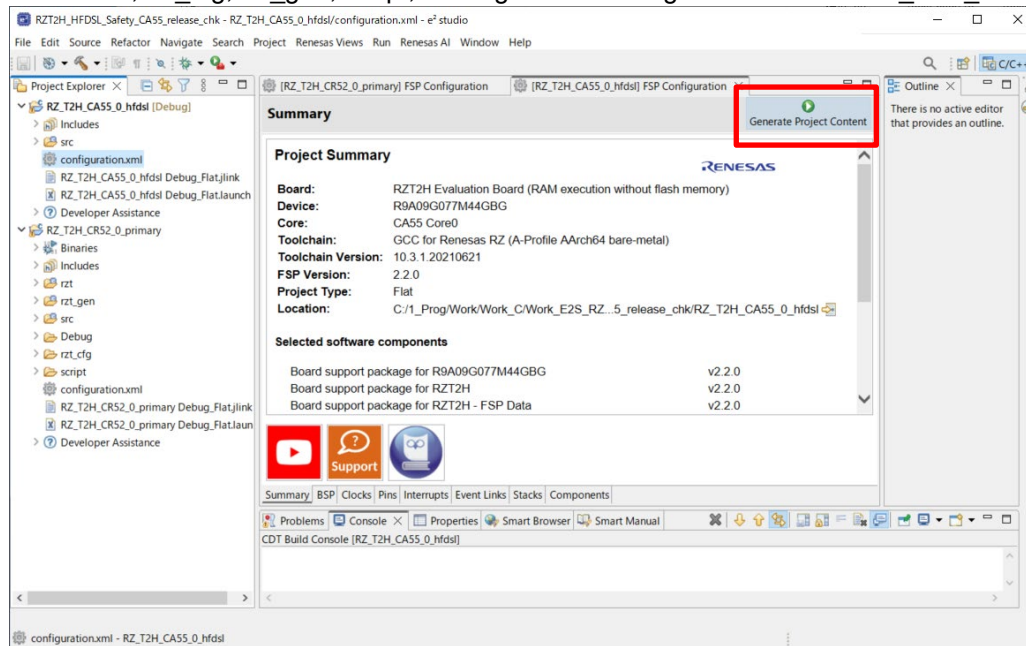 RZT2H_HFDSL_Safety_CA55_release_chk - RZ_T2H_CA55_0_hfdsl/configuration.xml - e² studio
File Edit Source Refactor Navigate Search Project Renesas Views Run Renesas AI Window Help
C/C++
Project Explorer
[RZ_T2H_CR52_0_primary] FSP Configuration
[RZ_T2H_CA55_0_hfdsl] FSP Configuration
Outline
RZ_T2H_CA55_0_hfdsl [Debug]
Includes
src
configuration.xml
RZ_T2H_CA55_0_hfdsl Debug_Flat.jlink
RZ_T2H_CA55_0_hfdsl Debug_Flat.launch
Developer Assistance
RZ_T2H_CR52_0_primary
Binaries
Includes
rzt
rzt_gen
src
Debug
rzt_cfg
script
configuration.xml
RZ_T2H_CR52_0_primary Debug_Flat.jlink
RZ_T2H_CR52_0_primary Debug_Flat.laun
Developer Assistance
Summary
Generate Project Content
Project Summary
RENESAS
Board: RZT2H Evaluation Board (RAM execution without flash memory)
Device: R9A09G077M44GBG
Core: CA55 Core0
Toolchain: GCC for Renesas RZ (A-Profile AArch64 bare-metal)
Toolchain Version: 10.3.1.20210621
FSP Version: 2.2.0
Project Type: Flat
Location: C:/1_Prog/Work/Work_C/Work_E2S_RZ...5_release_chk/RZ_T2H_CA55_0_hfdsl
Selected software components
Board support package for R9A09G077M44GBG v2.2.0
Board support package for RZT2H v2.2.0
Board support package for RZT2H - FSP Data v2.2.0
Support
Summary BSP Clocks Pins Interrupts Event Links Stacks Components
There is no active editor
that provides an outline.
Problems Console Properties Smart Browser Smart Manual
CDT Build Console [RZ_T2H_CA55_0_hfdsl]
configuration.xml - RZ_T2H_CA55_0_hfdsl